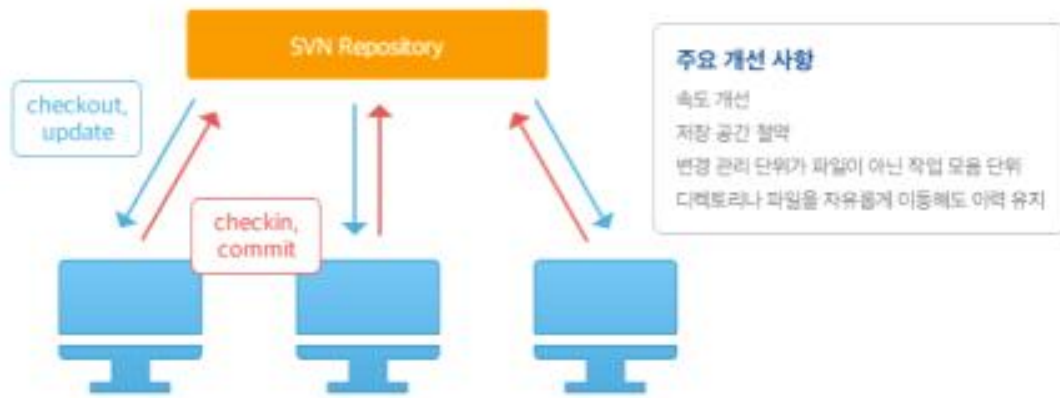 SVN Repository
checkout,
update
checkin,
commit
주요 개선 사항
속도 개선
저장 공간 절약
변경 관리 단위가 파일이 아닌 작업 모음 단위
디렉토리나 파일을 자유롭게 이동해도 이력 유지